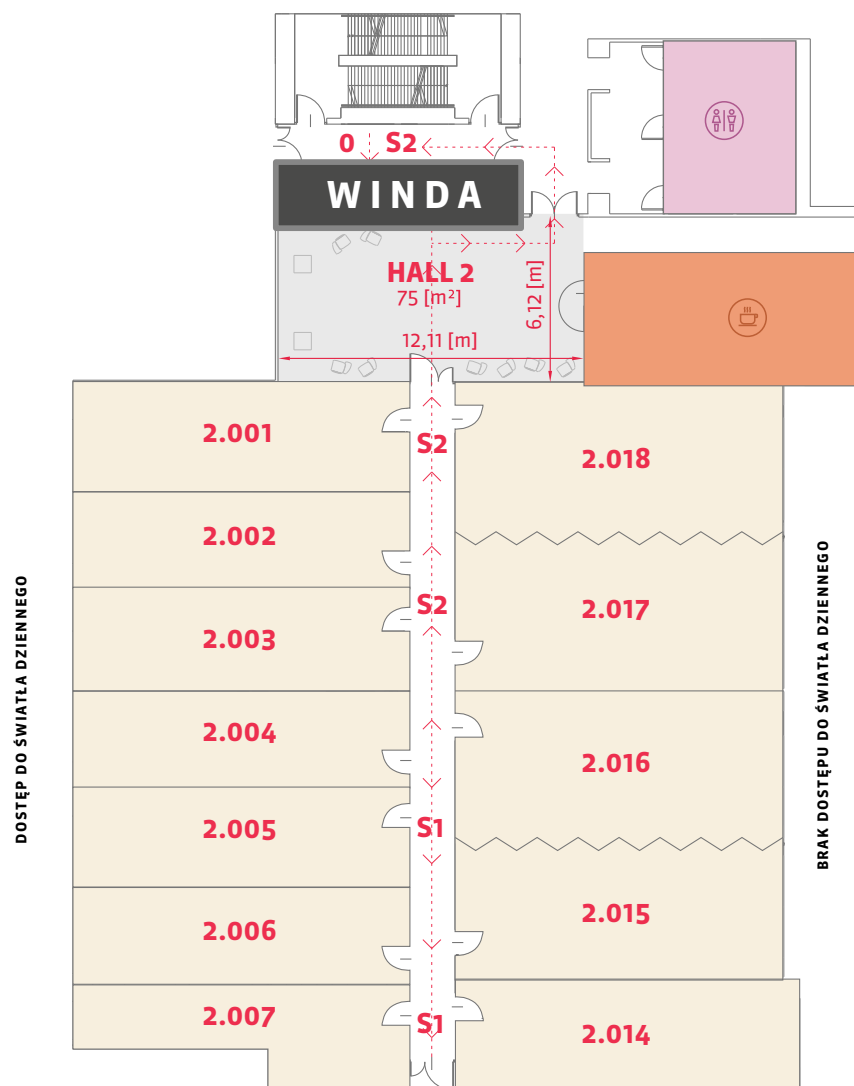 0 S2
WINDA
HALL 2
75 [m²]
6,12 [m]
12,11 [m]
2.001
S2
2.018
2.002
S2
2.017
2.003
2.004
2.016
2.005
S1
2.015
2.006
2.007
S1
2.014
DOSTĘP DO ŚWIATŁA DZIENNEGO
BRAK DOSTĘPU DO ŚWIATŁA DZIENNEGO